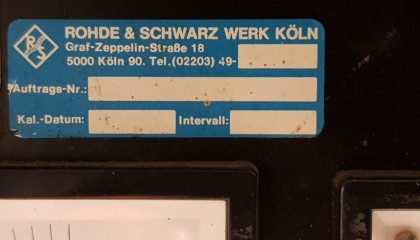 R&S
ROHDE & SCHWARZ WERK KÖLN
Graf-Zeppelin-Straße 18
5000 Köln 90. Tel.(02203) 49-
Auftrags-Nr.:
Kal.-Datum:
Intervall: